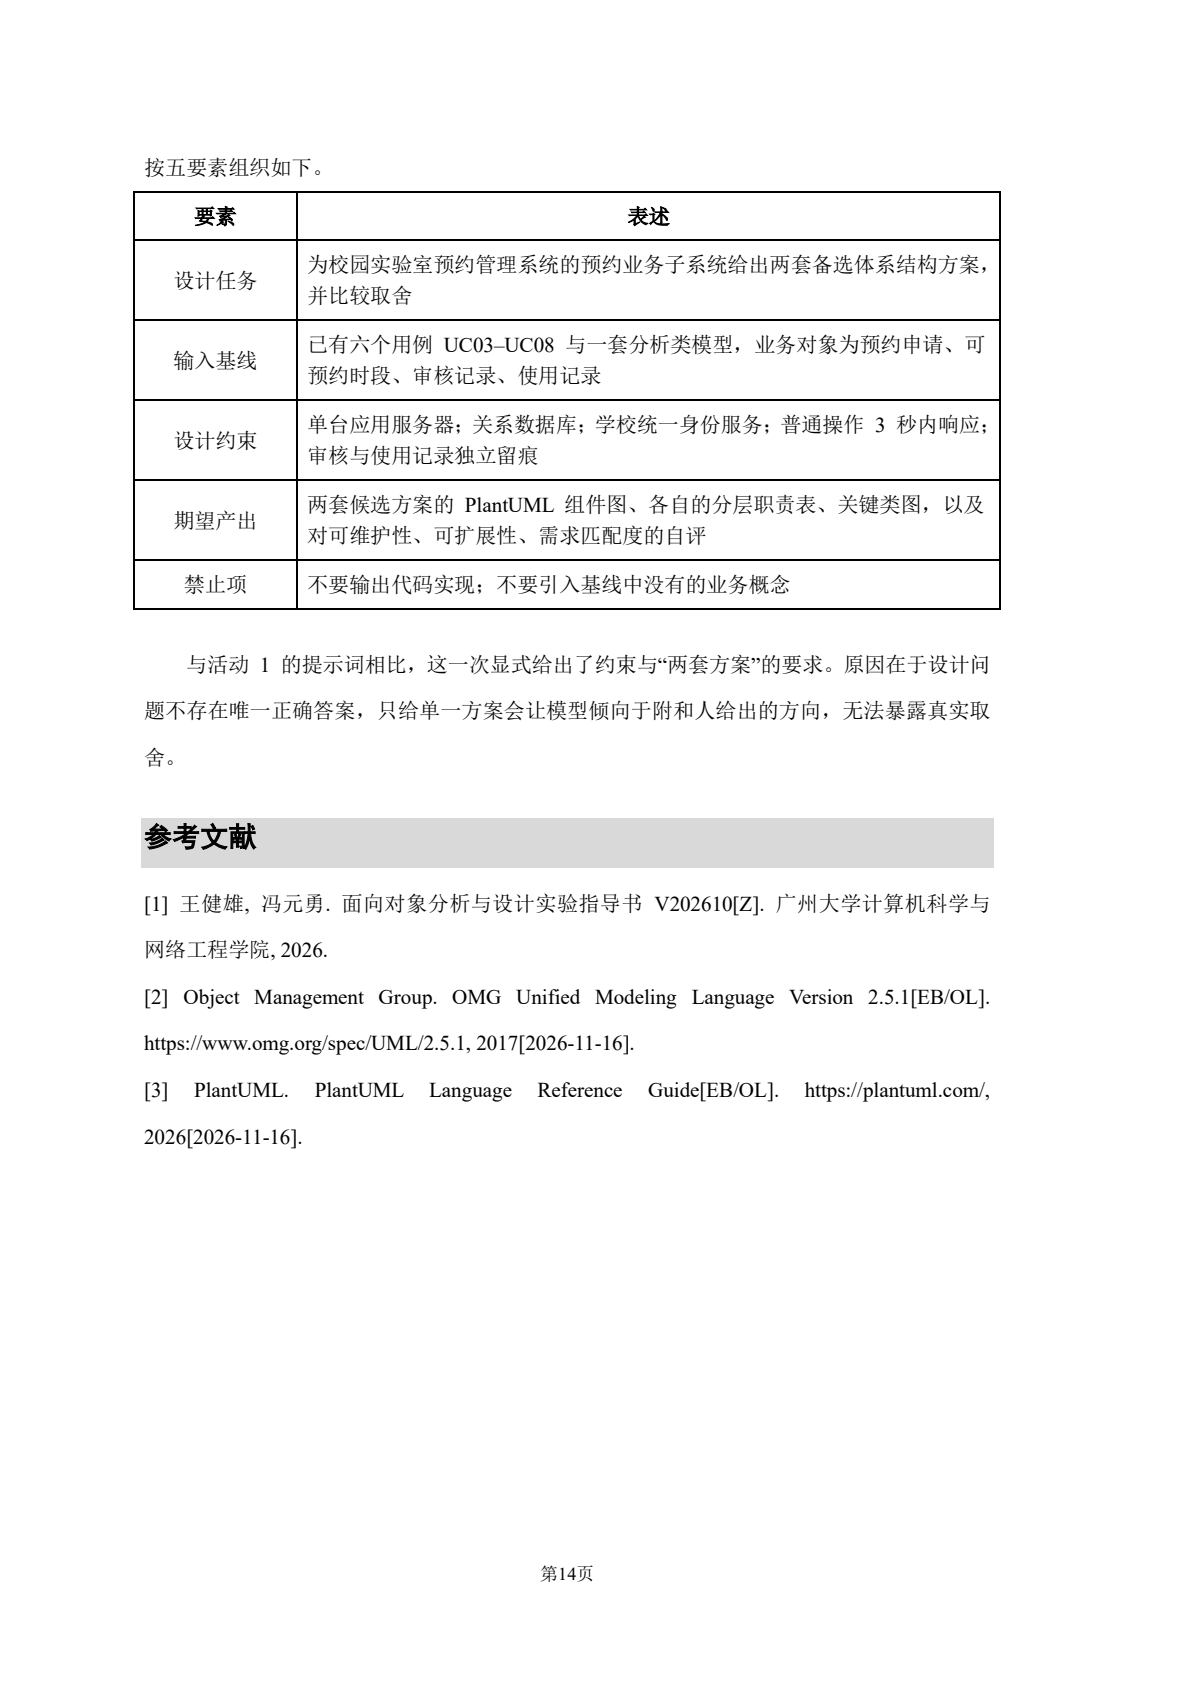 按五要素组织如下。
要素 表述
设计任务 为校园实验室预约管理系统的预约业务子系统给出两套备选体系结构方案，
并比较取舍
输入基线 已有六个用例 UC03–UC08 与一套分析类模型，业务对象为预约申请、可
预约时段、审核记录、使用记录
设计约束 单台应用服务器；关系数据库；学校统一身份服务；普通操作 3 秒内响应；
审核与使用记录独立留痕
期望产出 两套候选方案的 PlantUML 组件图、各自的分层职责表、关键类图，以及
对可维护性、可扩展性、需求匹配度的自评
禁止项 不要输出代码实现；不要引入基线中没有的业务概念
与活动 1 的提示词相比，这一次显式给出了约束与“两套方案”的要求。原因在于设计问
题不存在唯一正确答案，只给单一方案会让模型倾向于附和人给出的方向，无法暴露真实取
舍。
参考文献
[1] 王健雄, 冯元勇. 面向对象分析与设计实验指导书 V202610[Z]. 广州大学计算机科学与
网络工程学院, 2026.
[2] Object Management Group. OMG Unified Modeling Language Version 2.5.1[EB/OL].
https://www.omg.org/spec/UML/2.5.1, 2017[2026-11-16].
[3] PlantUML. PlantUML Language Reference Guide[EB/OL]. https://plantuml.com/,
2026[2026-11-16].
第14页